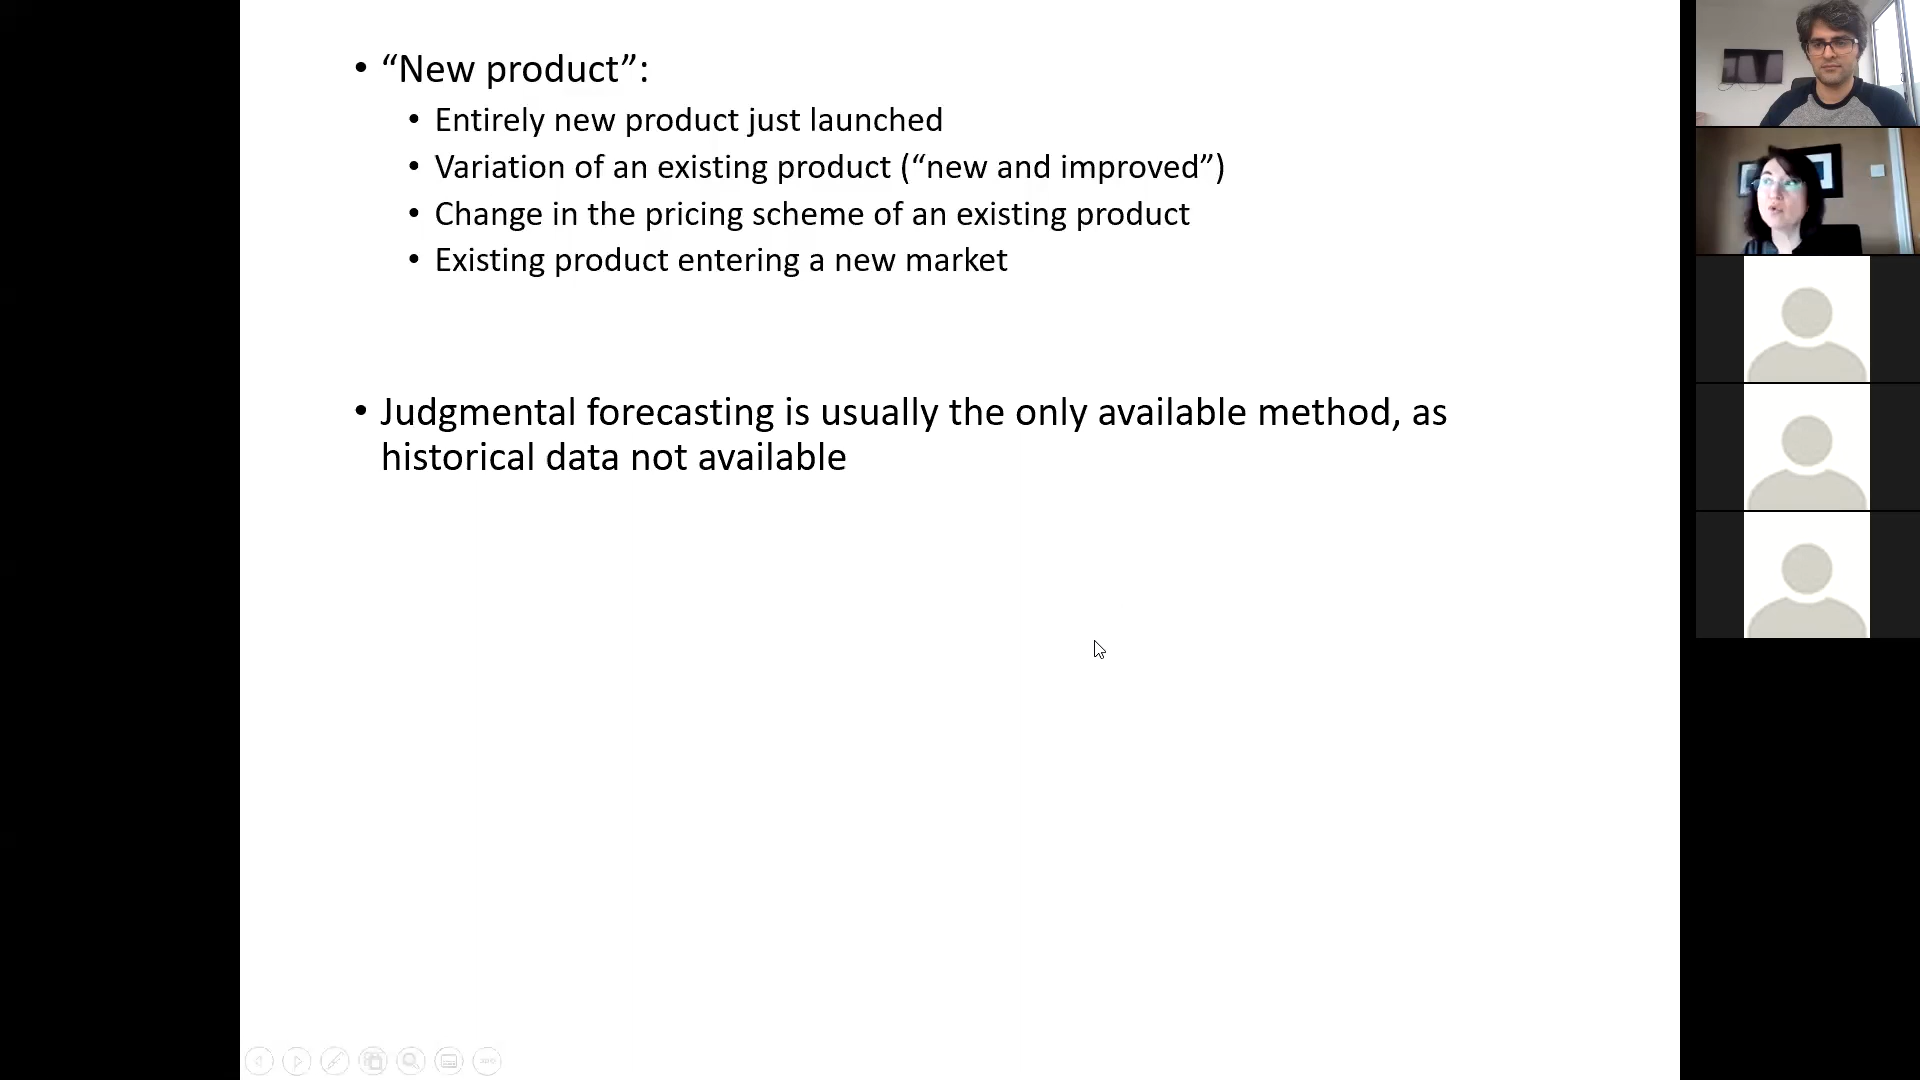 • “New product”:
• Entirely new product just launched
• Variation of an existing product (“new and improved”)
• Change in the pricing scheme of an existing product
• Existing product entering a new market
• Judgmental forecasting is usually the only available method, as
historical data not available